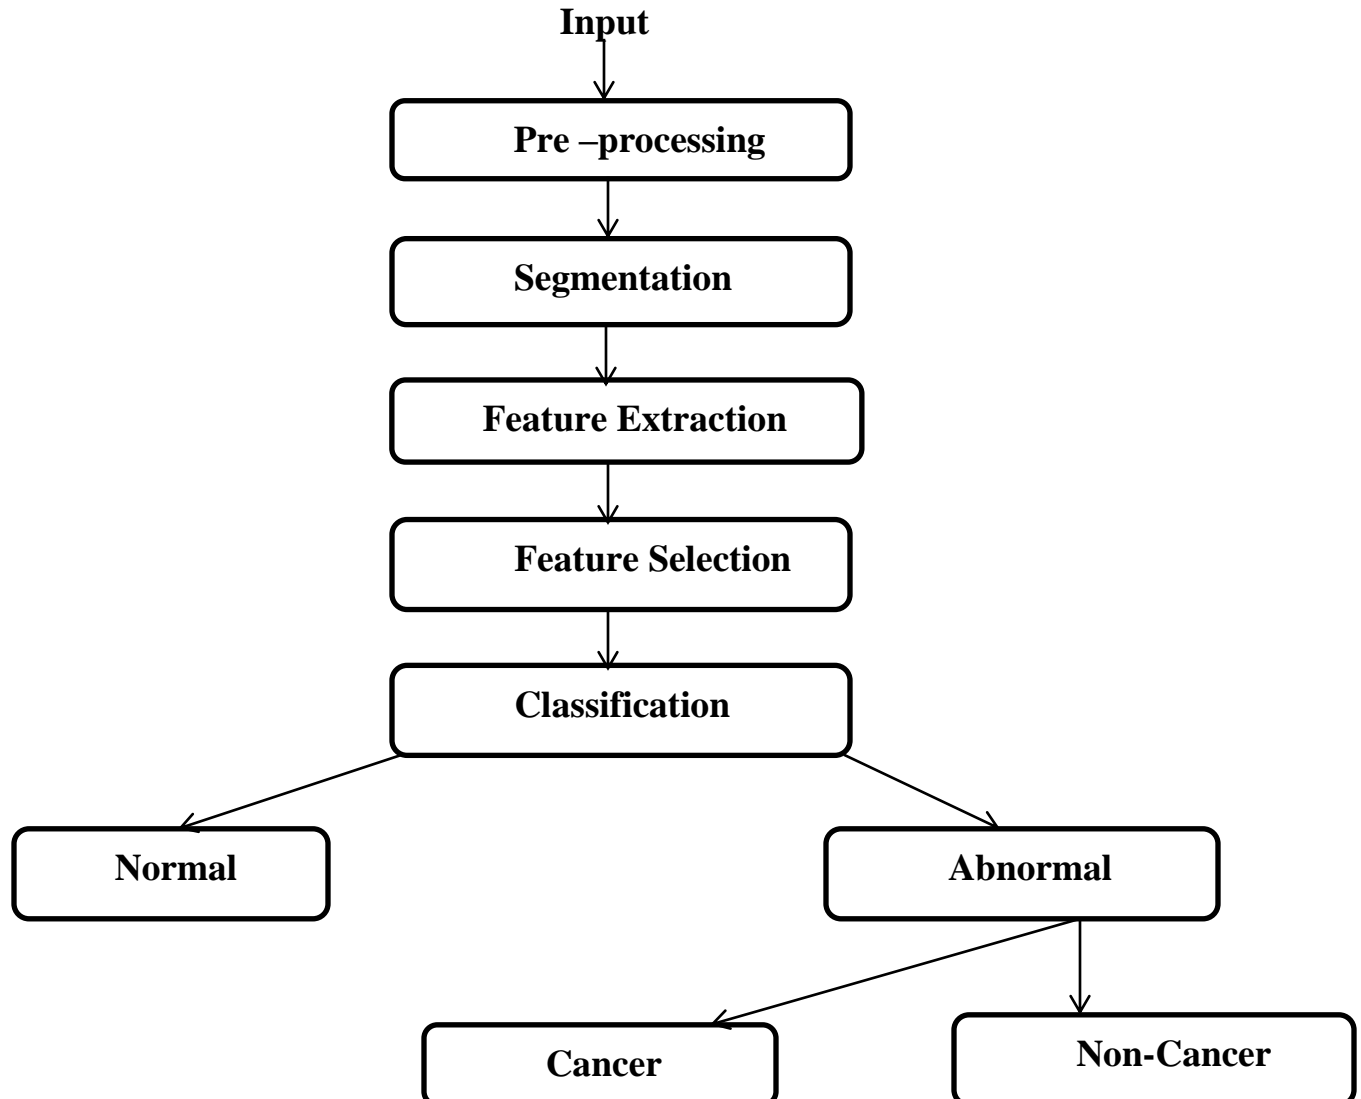 Input
Pre –processing
Segmentation
Feature Extraction
Feature Selection
Classification
Normal
Abnormal
Cancer
Non-Cancer